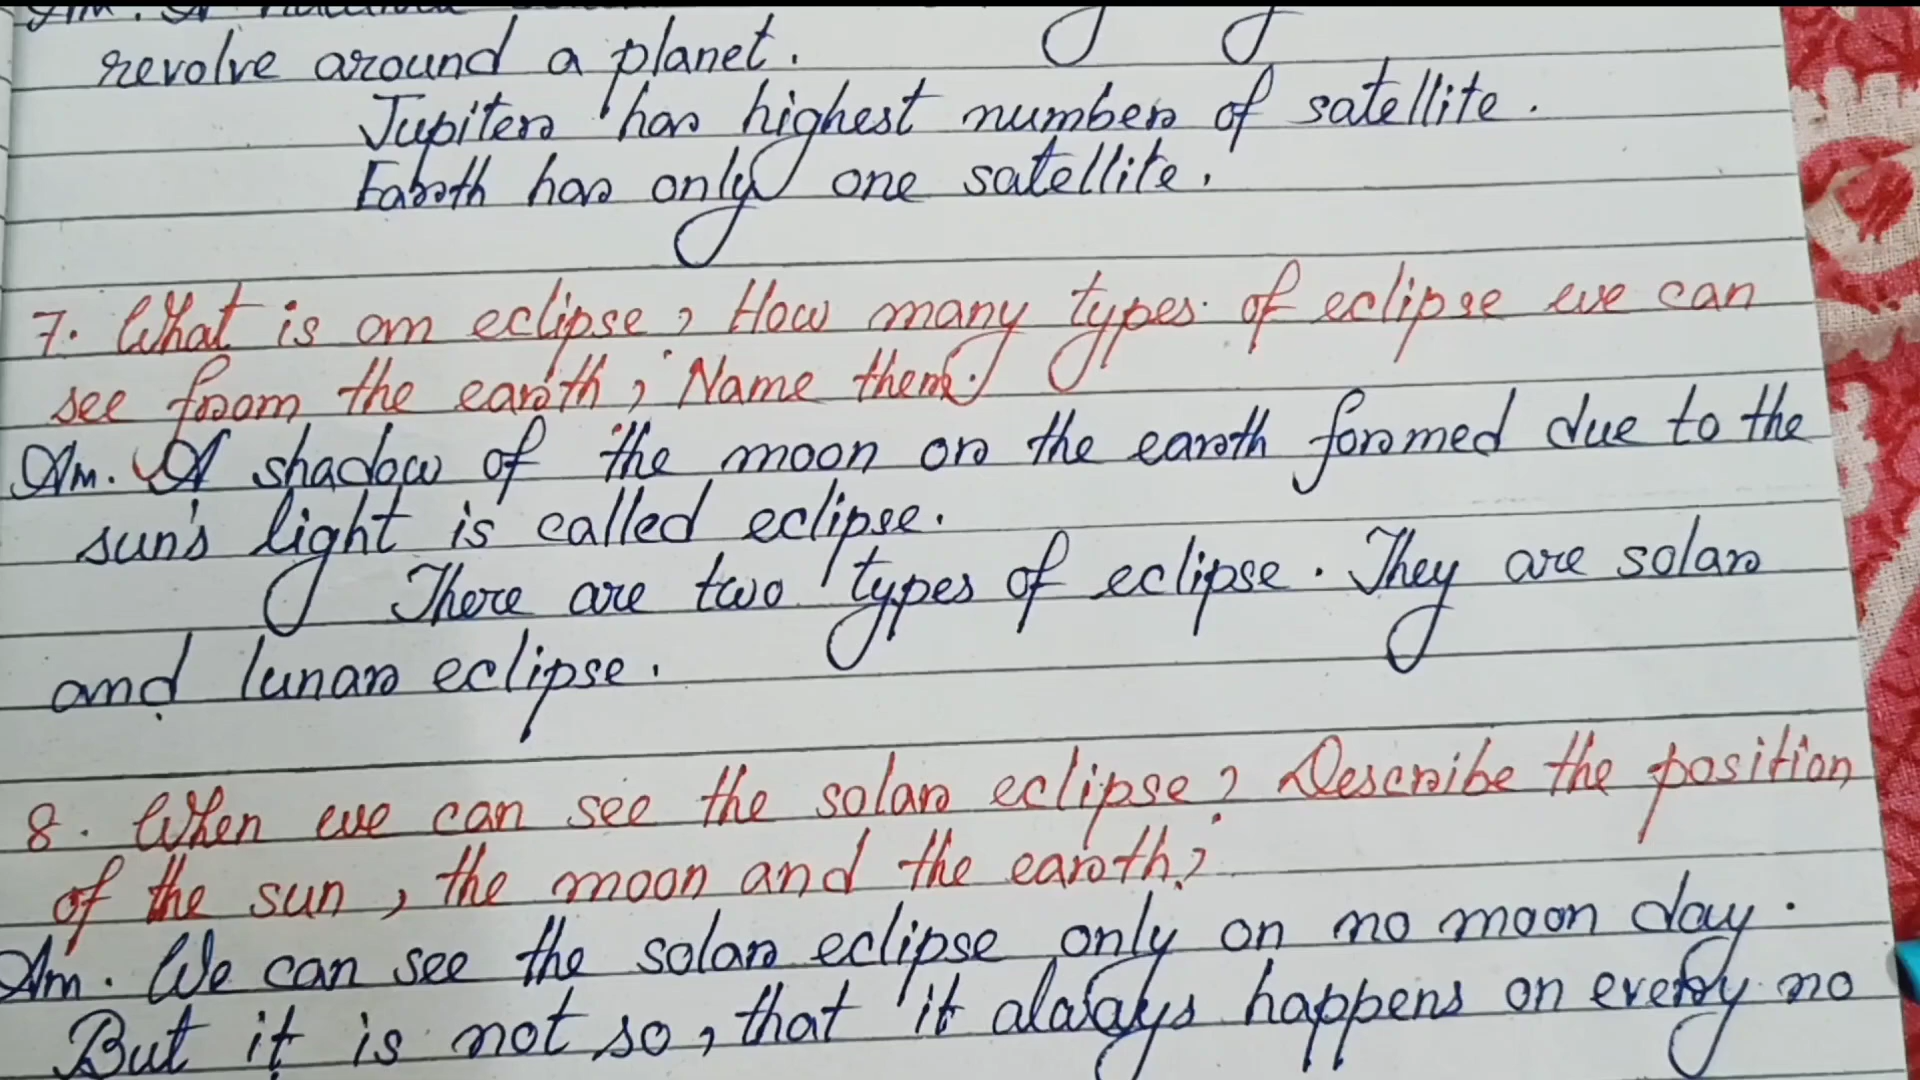 revolve around a planet.
Jupiter has highest number of satellite.
Earth has only one satellite.
7. What is an eclipse? How many types of eclipse we can
see from the earth? Name them.
Ans. A shadow of the moon or the earth formed due to the
sun's light is called eclipse.
There are two types of eclipse. They are solar
and lunar eclipse.
8. When we can see the solar eclipse? Describe the position
of the sun, the moon and the earth?
Ans. We can see the solar eclipse only on no moon day.
But it is not so, that it always happens on every no